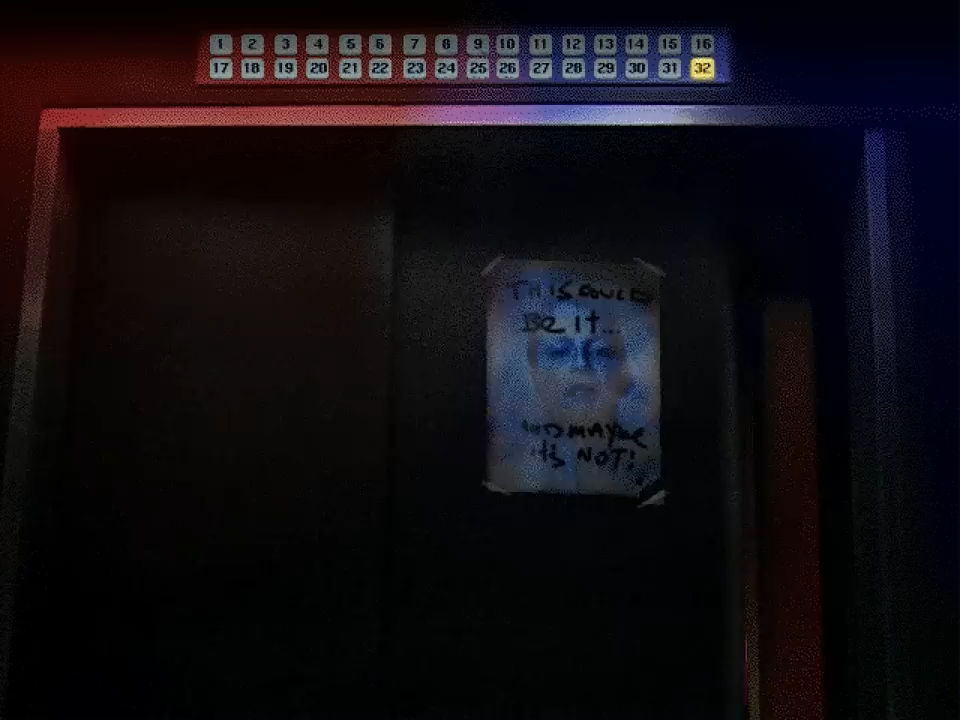 1 2 3 4 5 6 7 8 9 10 11 12 13 14 15 16
17 18 19 20 21 22 23 24 25 26 27 28 29 30 31 32
THIS COULD
Be It...
AND MAYBE
it's NOT!